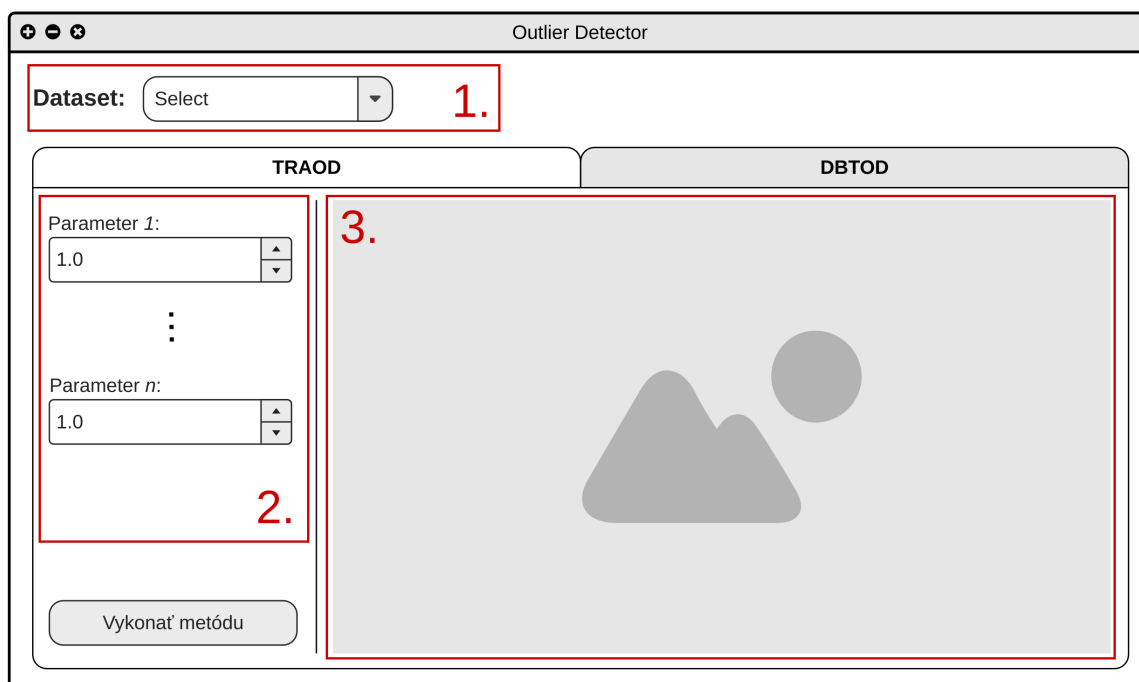 Outlier Detector
Dataset: Select 1.
TRAOD DBTOD
Parameter 1:
1.0
⋮
Parameter n:
1.0
2.
Vykonať metódu
3.